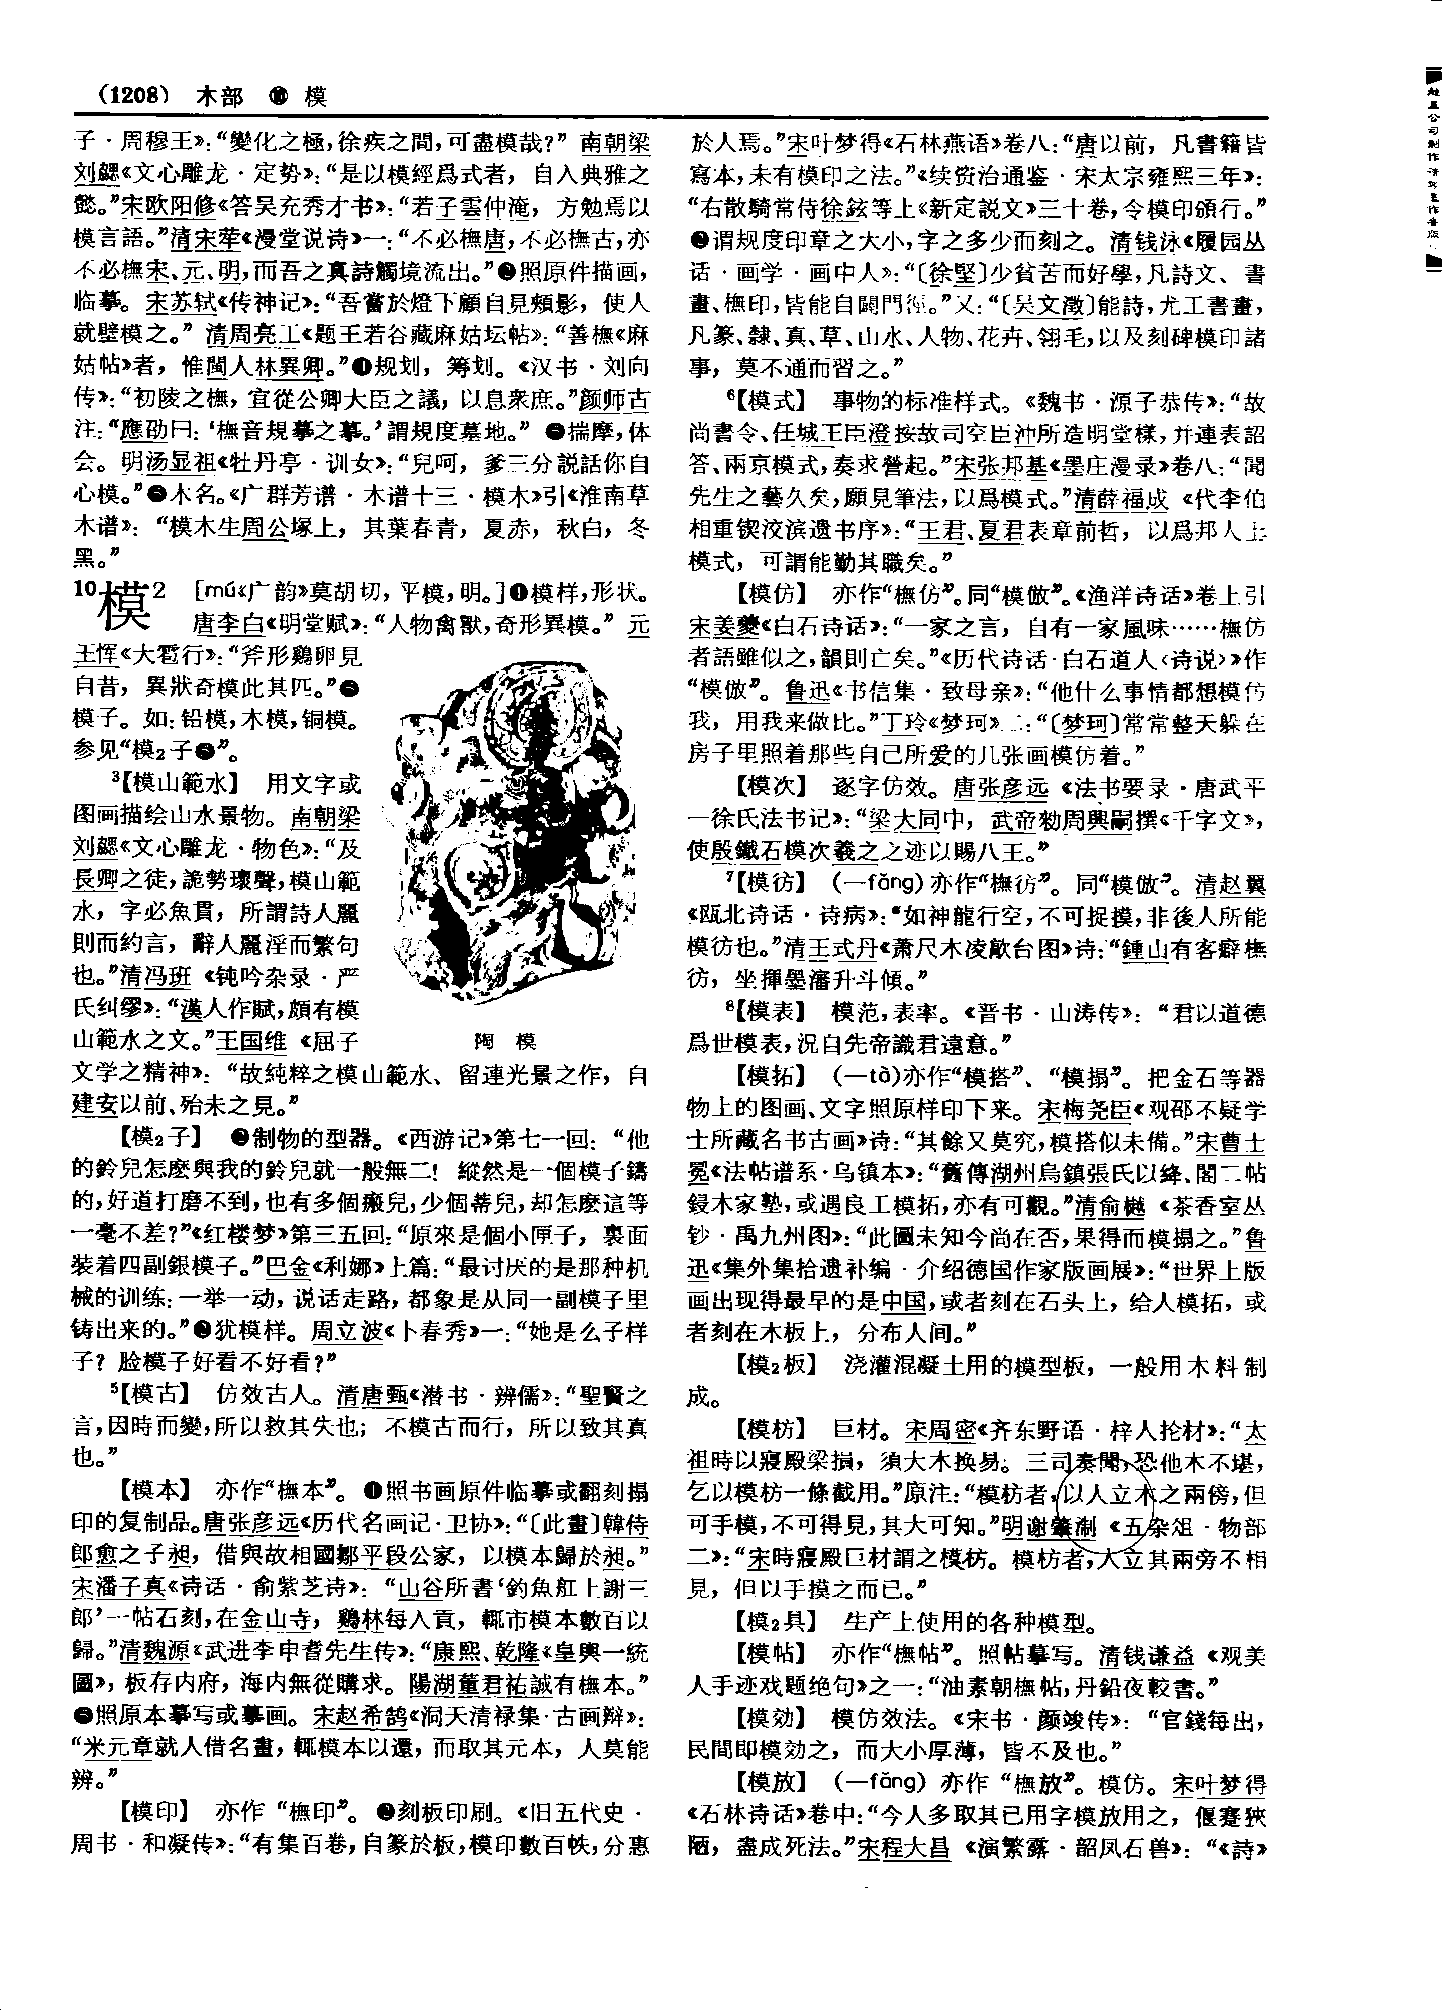 （1208） 木部 ⑩ 模
子·周穆王》：“變化之極，徐疾之間，可盡模哉？” 南朝梁
刘勰《文心雕龙·定势》：“是以模經爲式者，自入典雅之
懿。”宋欧阳修《答吴充秀才书》：“若子雲仲淹，方勉焉以
模言語。”清宋荦《漫堂说诗》一：“不必橅唐，不必橅古，亦
不必橅宋、元、明，而吾之真詩觸境流出。”照原件描画，
临摹。宋苏轼《传神记》：“吾嘗於燈下顧自見頰影，使人
就壁模之。” 清周亮工《题王若谷藏麻姑坛帖》：“善橅《麻
姑帖》者，惟閩人林異卿。”规划，筹划。《汉书·刘向
传》：“初陵之橅，宜從公卿大臣之議，以息衆庶。”颜师古
注：“應劭曰：‘橅音規摹之摹。’謂規度墓地。” 揣摩，体
会。明汤显祖《牡丹亭·训女》：“兒呵，爹三分説話你自
心模。”木名。《广群芳谱·木谱十三·模木》引《淮南草
木谱》：“模木生周公塚上，其葉春青，夏赤，秋白，冬
黑。”
10模2 ［mú《广韵》莫胡切，平模，明。］❶模样，形状。
唐李白《明堂赋》：“人物禽獸，奇形異模。” 元
王恽《大雹行》：“斧形鷄卵見
自昔，異狀奇模此其匹。”
模子。如：铅模，木模，铜模。
参见“模2子”。
3【模山範水】 用文字或
图画描绘山水景物。南朝梁
刘勰《文心雕龙·物色》：“及
長卿之徒，詭勢瓌聲，模山範
水，字必魚貫，所謂詩人麗
則而約言，辭人麗淫而繁句
也。”清冯班《钝吟杂录·严
氏纠缪》：“漢人作賦，頗有模
山範水之文。”王国维《屈子
文学之精神》：“故純粹之模山範水、留連光景之作，自
建安以前、殆未之見。”
陶 模
【模2子】 制物的型器。《西游记》第七一回：“他
的鈴兒怎麽與我的鈴兒就一般無二！縱然是一個模子鑄
的，好道打磨不到，也有多個瘢兒，少個蒂兒，却怎麽這等
一毫不差？”《红楼梦》第三五回：“原來是個小匣子，裏面
裝着四副銀模子。”巴金《利娜》上篇：“最讨厌的是那种机
械的训练：一举一动，说话走路，都象是从同一副模子里
铸出来的。”犹模样。周立波《卜春秀》一：“她是么子样
子？脸模子好看不好看？”
5【模古】 仿效古人。清唐甄《潜书·辨儒》：“聖賢之
言，因時而變，所以救其失也；不模古而行，所以致其真
也。”
【模本】 亦作“橅本”。❶照书画原件临摹或翻刻搨
印的复制品。唐张彦远《历代名画记·卫协》：“〔此畫〕韓侍
郎愈之子昶，借與故相國鄒平段公家，以模本歸於昶。”
宋潘子真《诗话·俞紫芝诗》：“山谷所書‘釣魚舡上謝三
郎’一帖石刻，在金山寺，鷄林每入貢，輒市模本數百以
歸。”清魏源《武进李申耆先生传》：“康熙、乾隆《皇輿一統
圖》，板存内府，海内無從購求。陽湖董君祐誠有橅本。”
照原本摹写或摹画。宋赵希鹄《洞天清禄集·古画辩》：
“米元章就人借名畫，輒模本以還，而取其元本，人莫能
辨。”
【模印】 亦作“橅印”。刻板印刷。《旧五代史·
周书·和凝传》：“有集百卷，自篆於板，模印數百帙，分惠
於人焉。”宋叶梦得《石林燕语》卷八：“唐以前，凡書籍皆
寫本，未有模印之法。”《续资治通鉴·宋太宗雍熙三年》：
“右散騎常侍徐鉉等上《新定説文》三十卷，令模印頒行。”
谓规度印章之大小，字之多少而刻之。清钱泳《履园丛
话·画学·画中人》：“〔徐堅〕少貧苦而好學，凡詩文、書
畫、橅印，皆能自闢門徑。”又：“〔吴文澂〕能詩，尤工書畫，
凡篆、隸、真、草、山水、人物、花卉、翎毛，以及刻碑模印諸
事，莫不通而習之。”
6【模式】 事物的标准样式。《魏书·源子恭传》：“故
尚書令、任城王臣澄按故司空臣沖所造明堂樣，并連表詔
答、兩京模式，奏求營起。”宋张邦基《墨庄漫录》卷八：“聞
先生之藝久矣，願見筆法，以爲模式。”清薛福成《代李伯
相重锲洨滨遗书序》：“王君、夏君表章前哲，以爲邦人上
模式，可謂能勤其職矣。”
【模仿】 亦作“橅仿”。同“模倣”。《渔洋诗话》卷上引
宋姜夔《白石诗话》：“一家之言，自有一家風味……橅仿
者語雖似之，韻則亡矣。”《历代诗话·白石道人〈诗说〉》作
“模倣”。鲁迅《书信集·致母亲》：“他什么事情都想模仿
我，用我来做比。”丁玲《梦珂》二：“〔梦珂〕常常整天躲在
房子里照着那些自己所爱的几张画模仿着。”
【模次】 逐字仿效。唐张彦远《法书要录·唐武平
一徐氏法书记》：“梁大同中，武帝勑周興嗣撰《千字文》，
使殷鐵石模次羲之之迹以賜八王。”
7【模彷】 （—fǎng）亦作“橅彷”。同“模倣”。清赵翼
《瓯北诗话·诗病》：“如神龍行空，不可捉摸，非後人所能
模彷也。”清王式丹《萧尺木凌歊台图》诗：“鍾山有客癖橅
彷，坐揮墨瀋升斗傾。”
8【模表】 模范，表率。《晋书·山涛传》：“君以道德
爲世模表，況自先帝識君遠意。”
【模拓】 （—tà）亦作“模搭”、“模搨”。把金石等器
物上的图画、文字照原样印下来。宋梅尧臣《观邵不疑学
士所藏名书古画》诗：“其餘又莫究，模搭似未備。”宋曹士
冕《法帖谱系·乌镇本》：“舊傳湖州烏鎮張氏以絳、閣二帖
鋟木家塾，或遇良工模拓，亦有可觀。”清俞樾《茶香室丛
钞·禹九州图》：“此圖未知今尚在否，果得而模搨之。”鲁
迅《集外集拾遗补编·介绍德国作家版画展》：“世界上版
画出现得最早的是中国，或者刻在石头上，给人模拓，或
者刻在木板上，分布人间。”
【模2板】 浇灌混凝土用的模型板，一般用木料制
成。
【模枋】 巨材。宋周密《齐东野语·梓人抡材》：“太
祖時以寢殿梁損，須大木换易。三司奏聞，恐他木不堪，
乞以模枋一條截用。”原注：“模枋者，以人立木之兩傍，但
可手模，不可得見，其大可知。”明谢肇淛《五杂俎·物部
二》：“宋時寢殿巨材謂之模枋。模枋者，人立其兩旁不相
見，但以手摸之而已。”
【模2具】 生产上使用的各种模型。
【模帖】 亦作“橅帖”。照帖摹写。清钱谦益《观美
人手迹戏题绝句》之一：“油素朝橅帖，丹鉛夜較書。”
【模効】 模仿效法。《宋书·颜竣传》：“官錢每出，
民間即模効之，而大小厚薄，皆不及也。”
【模放】 （—fǎng）亦作“橅放”。模仿。宋叶梦得
《石林诗话》卷中：“今人多取其已用字模放用之，偃蹇狹
陋，盡成死法。”宋程大昌《演繁露·韶凤石兽》：“《詩》